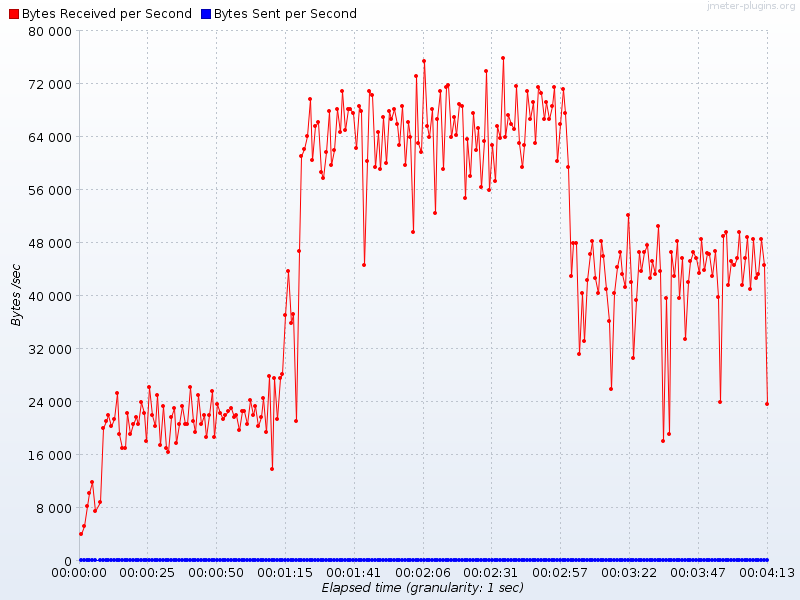 jmeter-plugins.org
Bytes Received per Second Bytes Sent per Second
80 000
72 000
64 000
56 000
48 000
40 000
32 000
24 000
16 000
8 000
0
Bytes /sec
00:00:00 00:00:25 00:00:50 00:01:15 00:01:41 00:02:06 00:02:31 00:02:57 00:03:22 00:03:47 00:04:13
Elapsed time (granularity: 1 sec)